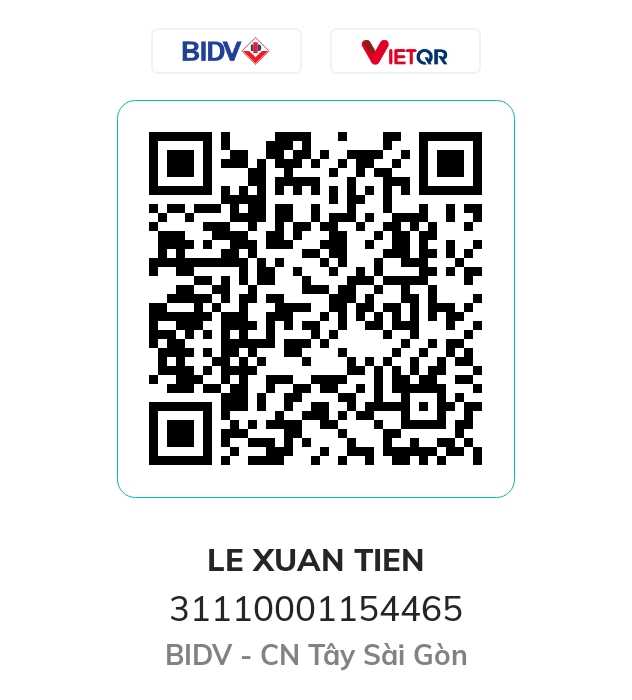 BIDV VIETQR
LE XUAN TIEN
31110001154465
BIDV - CN Tây Sài Gòn